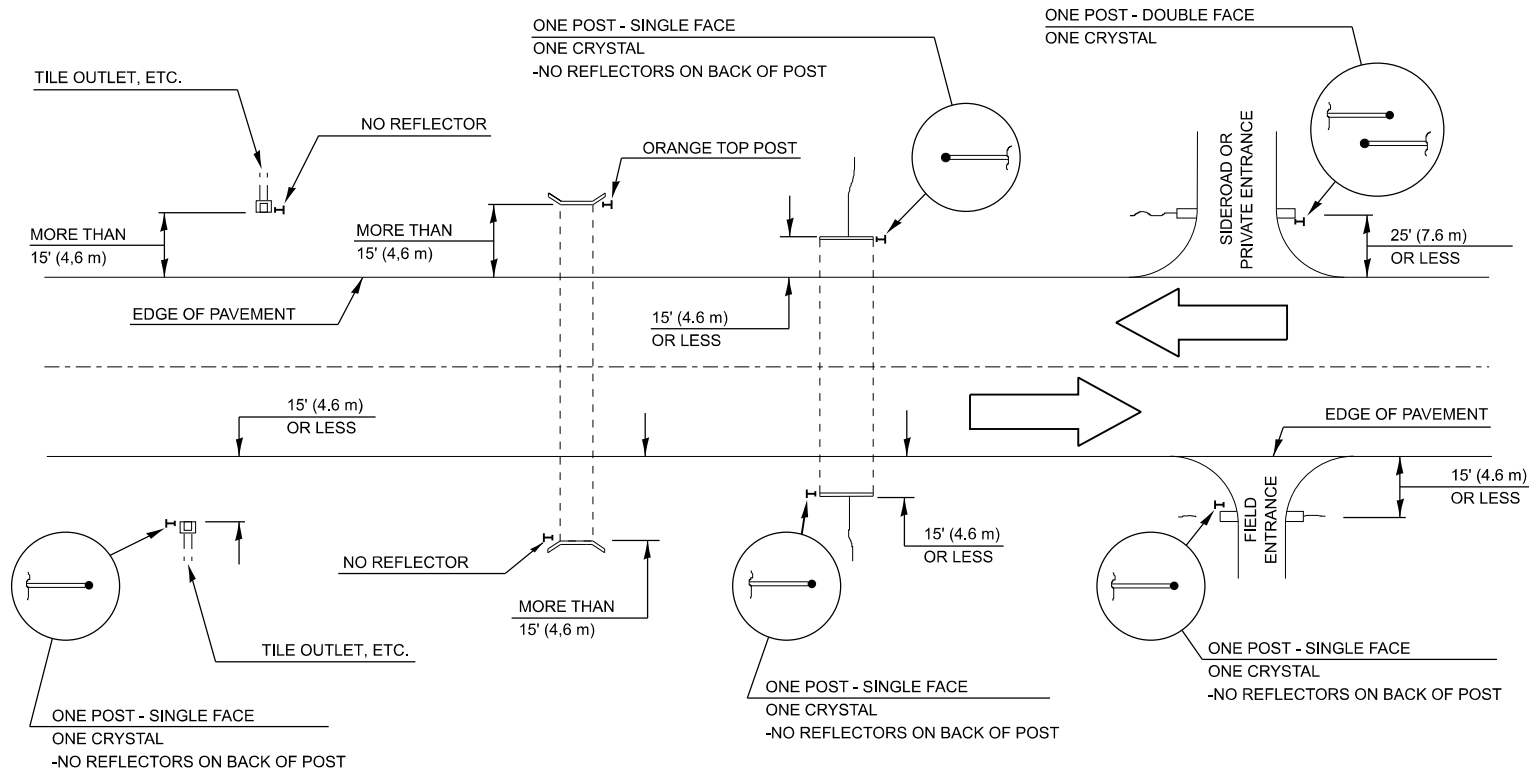 ONE POST - SINGLE FACE
ONE CRYSTAL
-NO REFLECTORS ON BACK OF POST
ONE POST - DOUBLE FACE
ONE CRYSTAL
TILE OUTLET, ETC.
NO REFLECTOR
ORANGE TOP POST
SIDEROAD OR
PRIVATE ENTRANCE
MORE THAN
15' (4,6 m)
MORE THAN
15' (4,6 m)
25' (7.6 m)
OR LESS
EDGE OF PAVEMENT
15' (4.6 m)
OR LESS
15' (4.6 m)
OR LESS
EDGE OF PAVEMENT
15' (4.6 m)
OR LESS
FIELD
ENTRANCE
15' (4.6 m)
OR LESS
NO REFLECTOR
MORE THAN
15' (4,6 m)
TILE OUTLET, ETC.
ONE POST - SINGLE FACE
ONE CRYSTAL
-NO REFLECTORS ON BACK OF POST
ONE POST - SINGLE FACE
ONE CRYSTAL
-NO REFLECTORS ON BACK OF POST
ONE POST - SINGLE FACE
ONE CRYSTAL
-NO REFLECTORS ON BACK OF POST